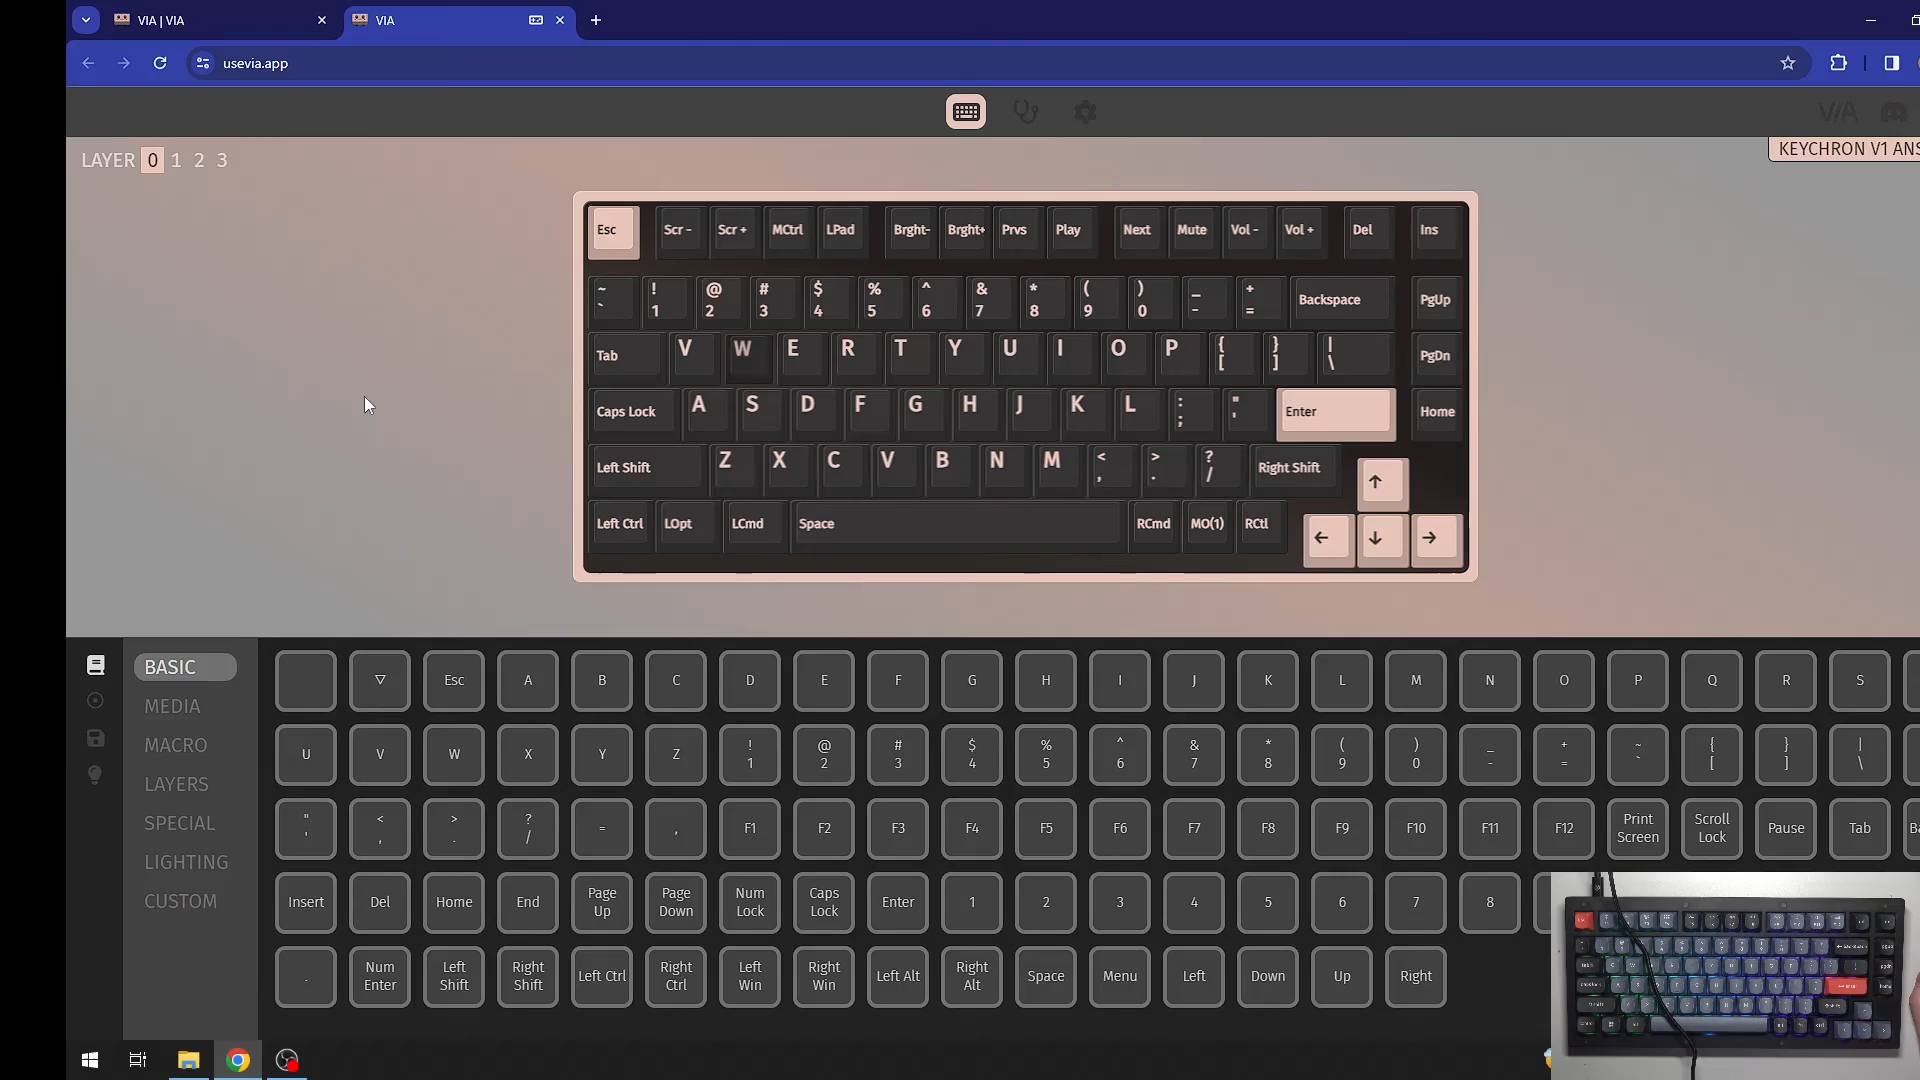 VIA | VIA
VIA
usevia.app
VIA
LAYER 0 1 2 3
KEYCHRON V1 ANS
Esc Scr - Scr + MCtrl LPad Brght- Brght+ Prvs Play Next Mute Vol - Vol + Del Ins
~ ! @ # $ % ^ & * ( ) _ +
` 1 2 3 4 5 6 7 8 9 0 - = Backspace PgUp
Tab V W E R T Y U I O P { } | PgDn
[ ] \
Caps Lock A S D F G H J K L : " Enter Home
; '
Left Shift Z X C V B N M < > ? Right Shift ↑
, . /
Left Ctrl LOpt LCmd Space RCmd MO(1) RCtl ← ↓ →
BASIC
MEDIA
MACRO
LAYERS
SPECIAL
LIGHTING
CUSTOM
▽ Esc A B C D E F G H I J K L M N O P Q R S
U V W X Y Z ! @ # $ % ^ & * ( ) _ + ~ { } |
1 2 3 4 5 6 7 8 9 0 - = ` [ ] \
" < > ? = , F1 F2 F3 F4 F5 F6 F7 F8 F9 F10 F11 F12 Print Screen Scroll Lock Pause Tab Ba
' , . /
Insert Del Home End Page Up Page Down Num Lock Caps Lock Enter 1 2 3 4 5 6 7 8
. Num Enter Left Shift Right Shift Left Ctrl Right Ctrl Left Win Right Win Left Alt Right Alt Space Menu Left Down Up Right